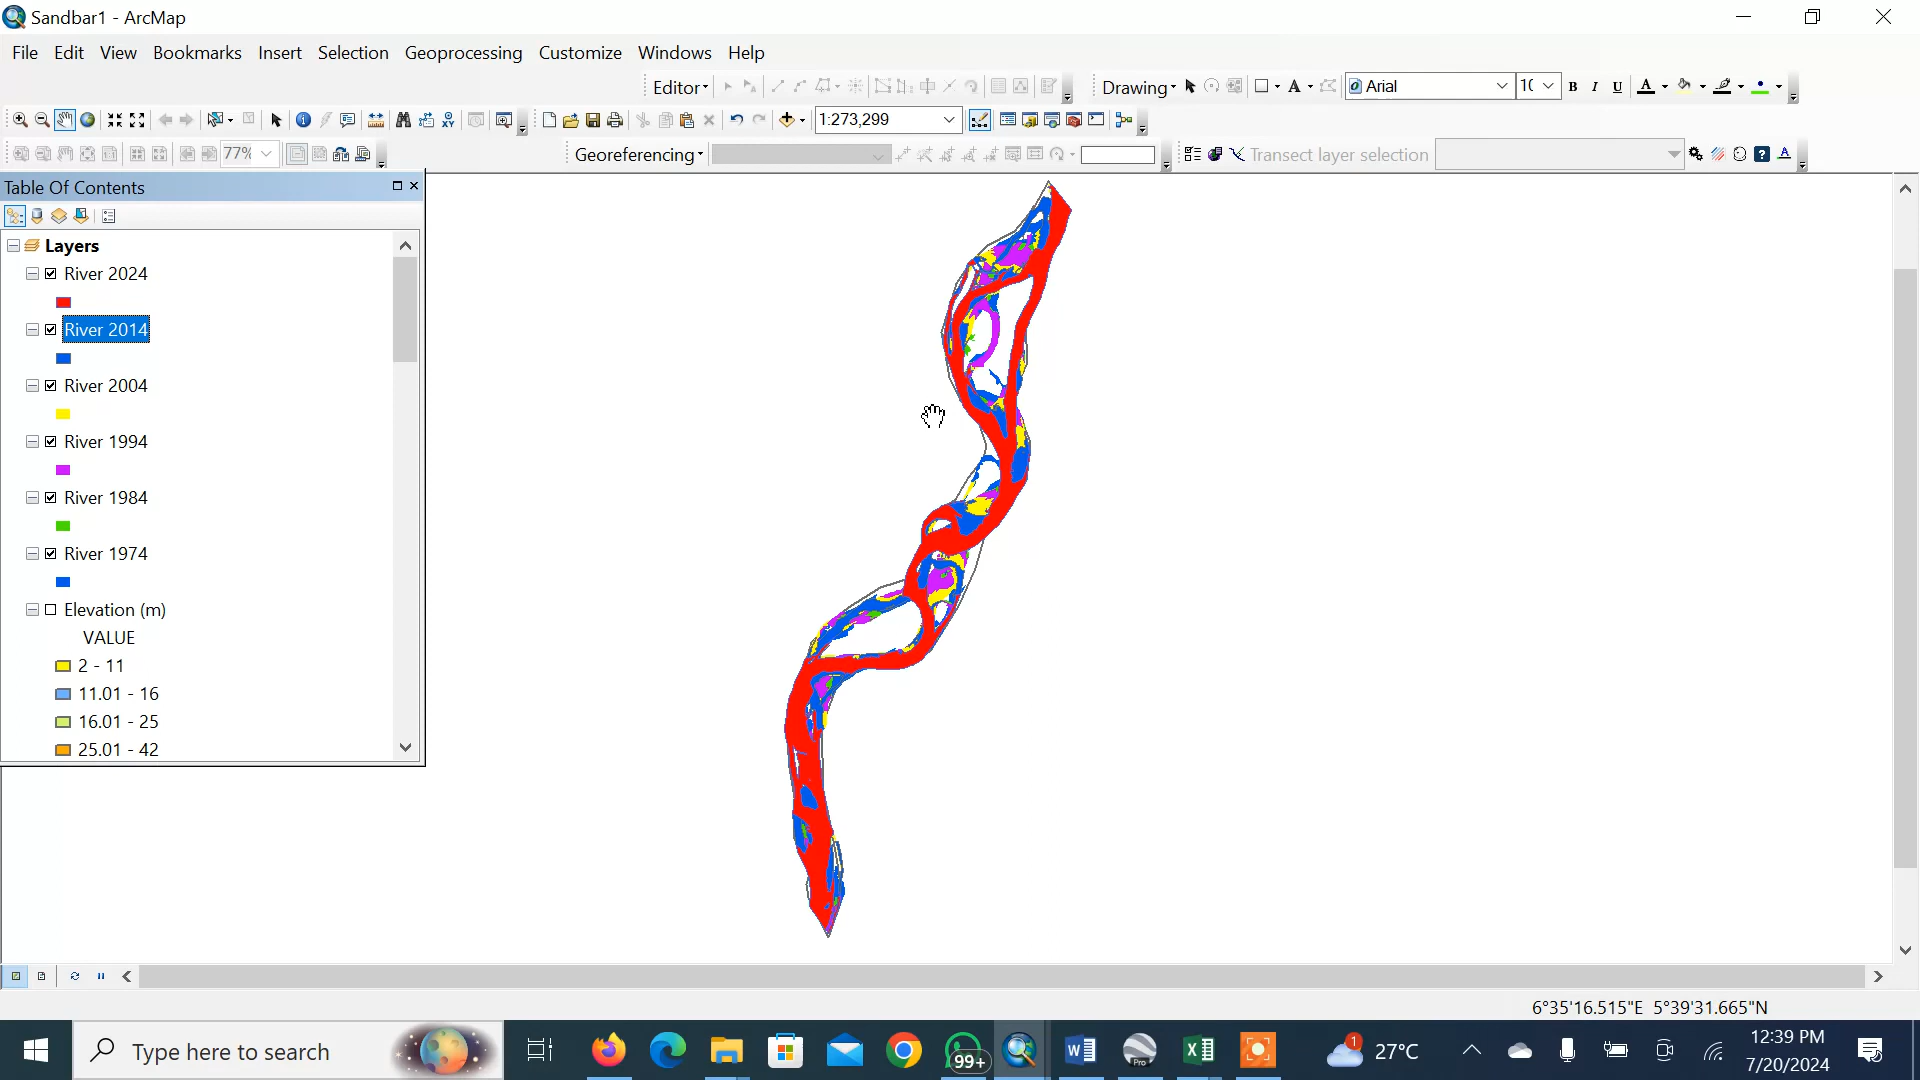 Sandbar1 - ArcMap
File Edit View Bookmarks Insert Selection Geoprocessing Customize Windows Help
Editor Drawing A Arial 10 B I U A
1:273,299
77% Georeferencing Transect layer selection
Table Of Contents
Layers
River 2024
River 2014
River 2004
River 1994
River 1984
River 1974
Elevation (m)
VALUE
2 - 11
11.01 - 16
16.01 - 25
25.01 - 42
6°35'16.515"E 5°39'31.665"N
Type here to search
99+
Pro
1
27°C
12:39 PM
7/20/2024